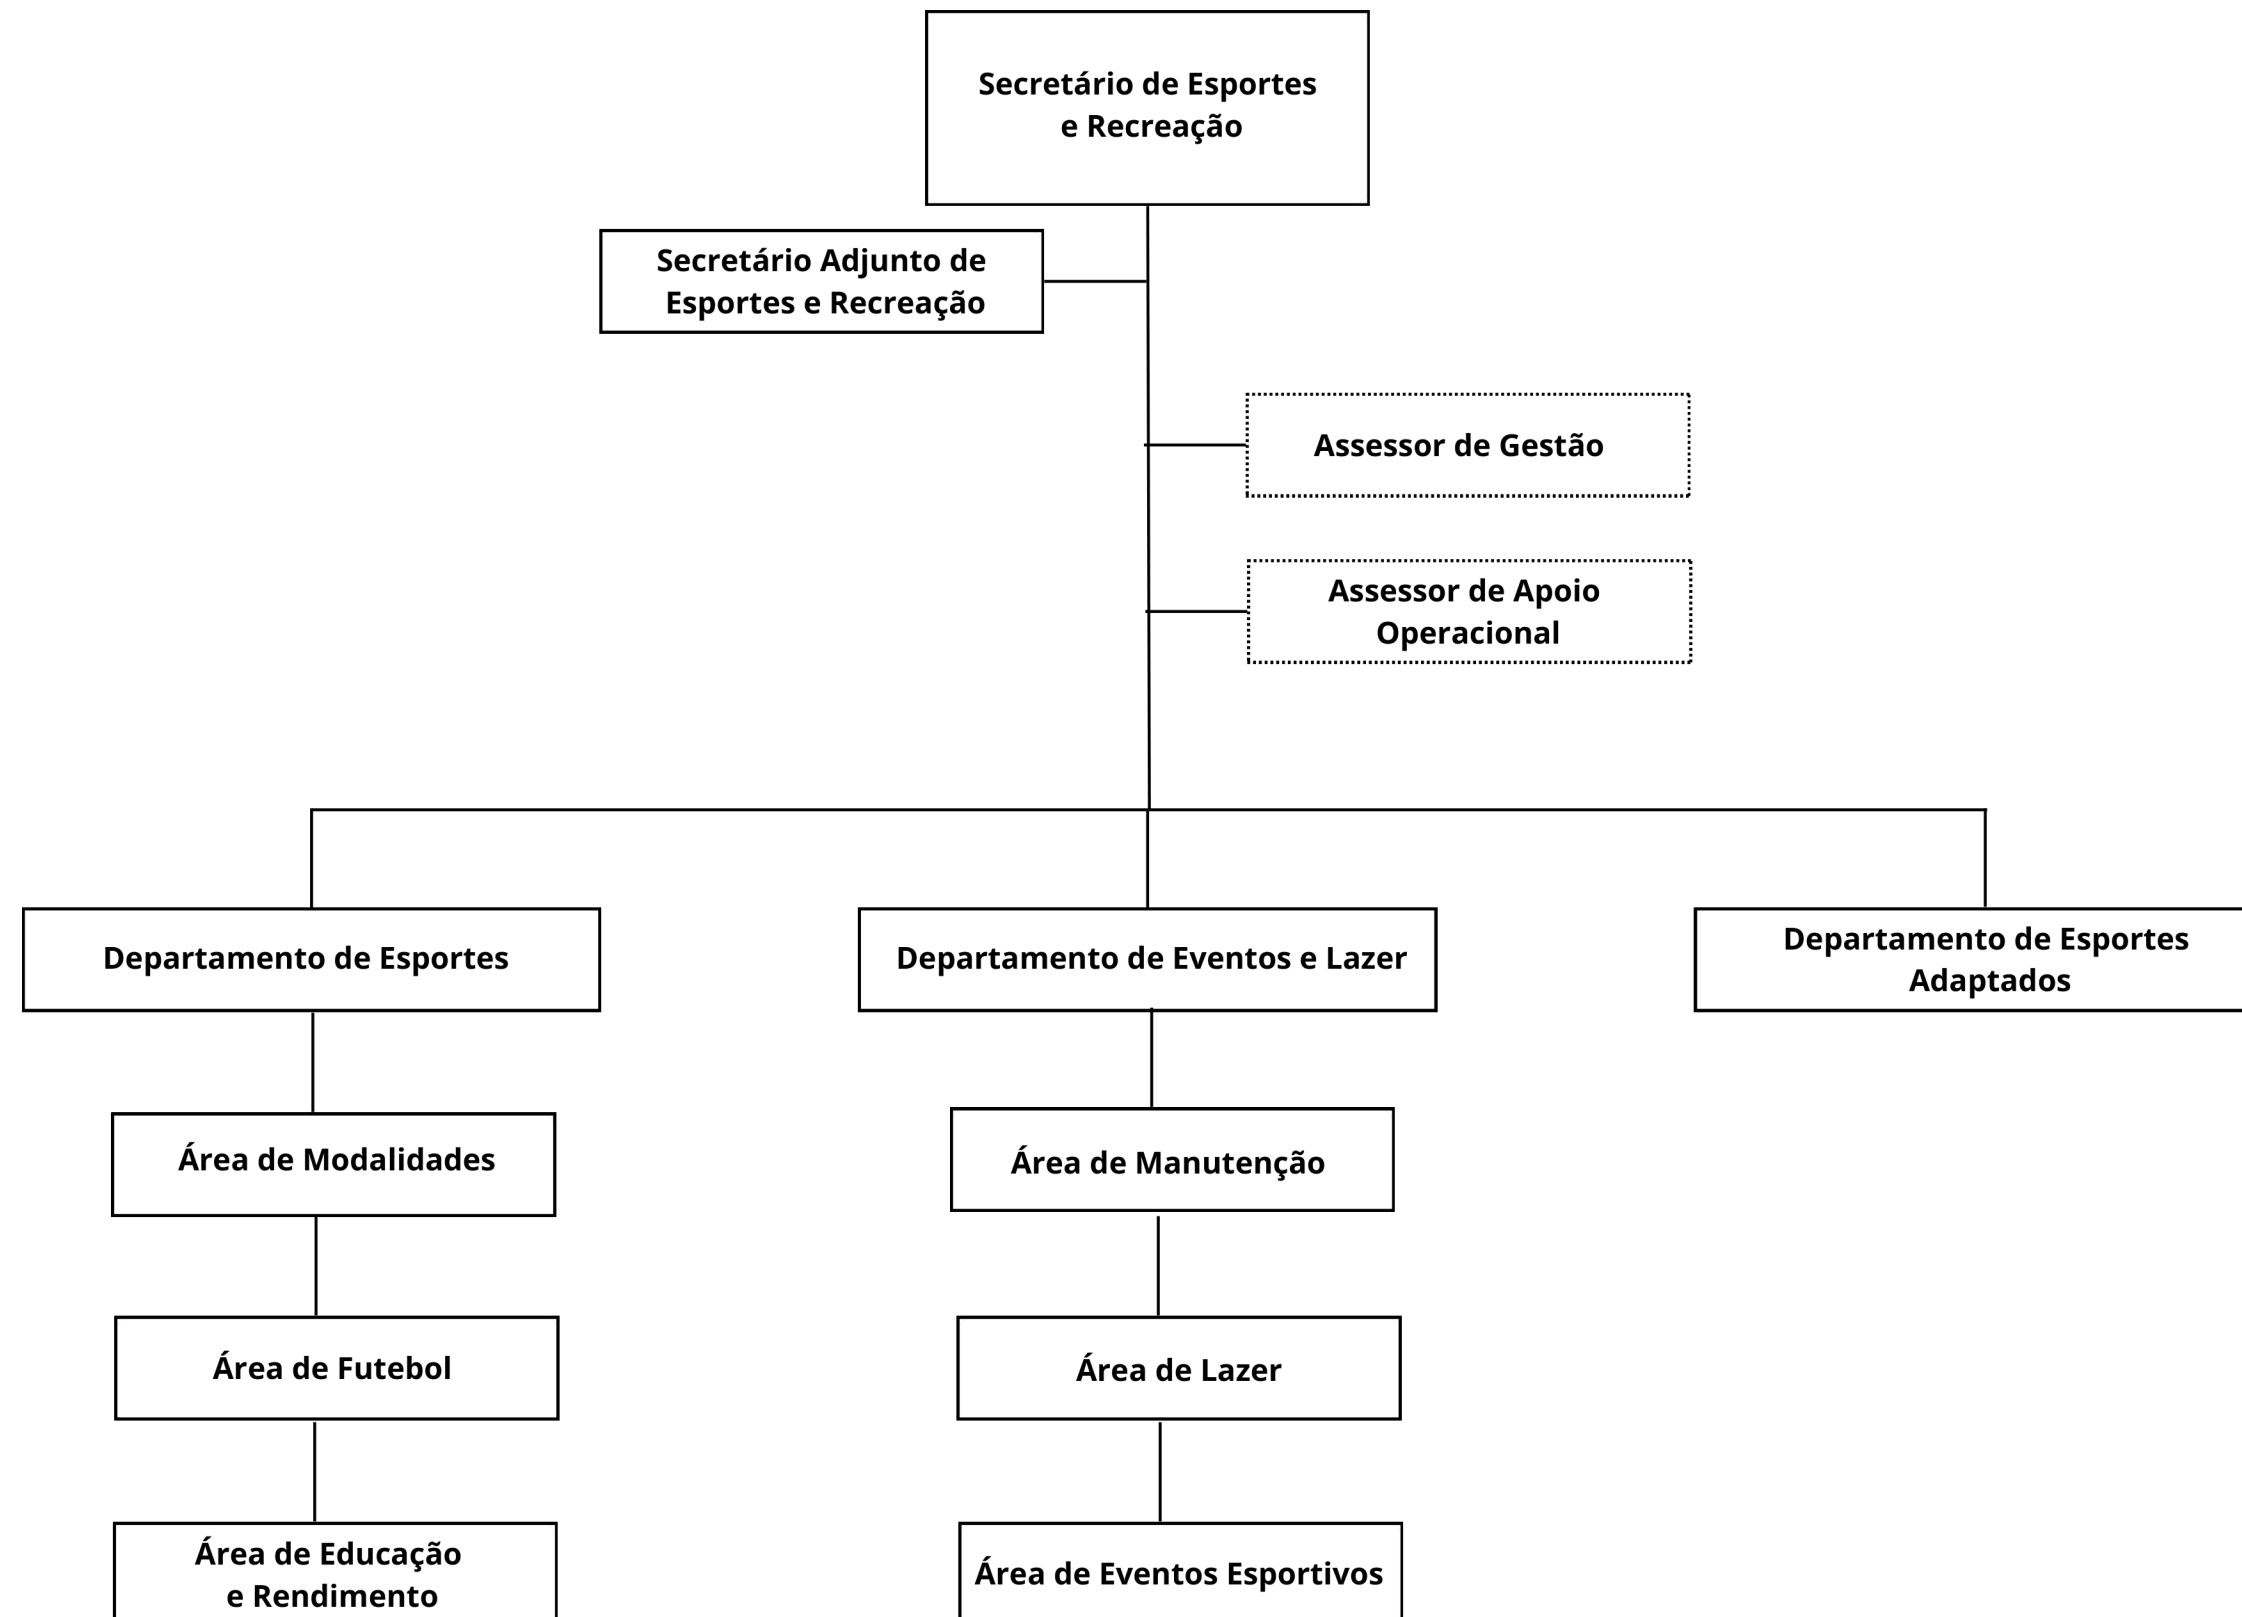 Secretário de Esportes
e Recreação
Secretário Adjunto de
Esportes e Recreação
Assessor de Gestão
Assessor de Apoio
Operacional
Departamento de Esportes
Departamento de Eventos e Lazer
Departamento de Esportes
Adaptados
Área de Modalidades
Área de Manutenção
Área de Futebol
Área de Lazer
Área de Educação
e Rendimento
Área de Eventos Esportivos